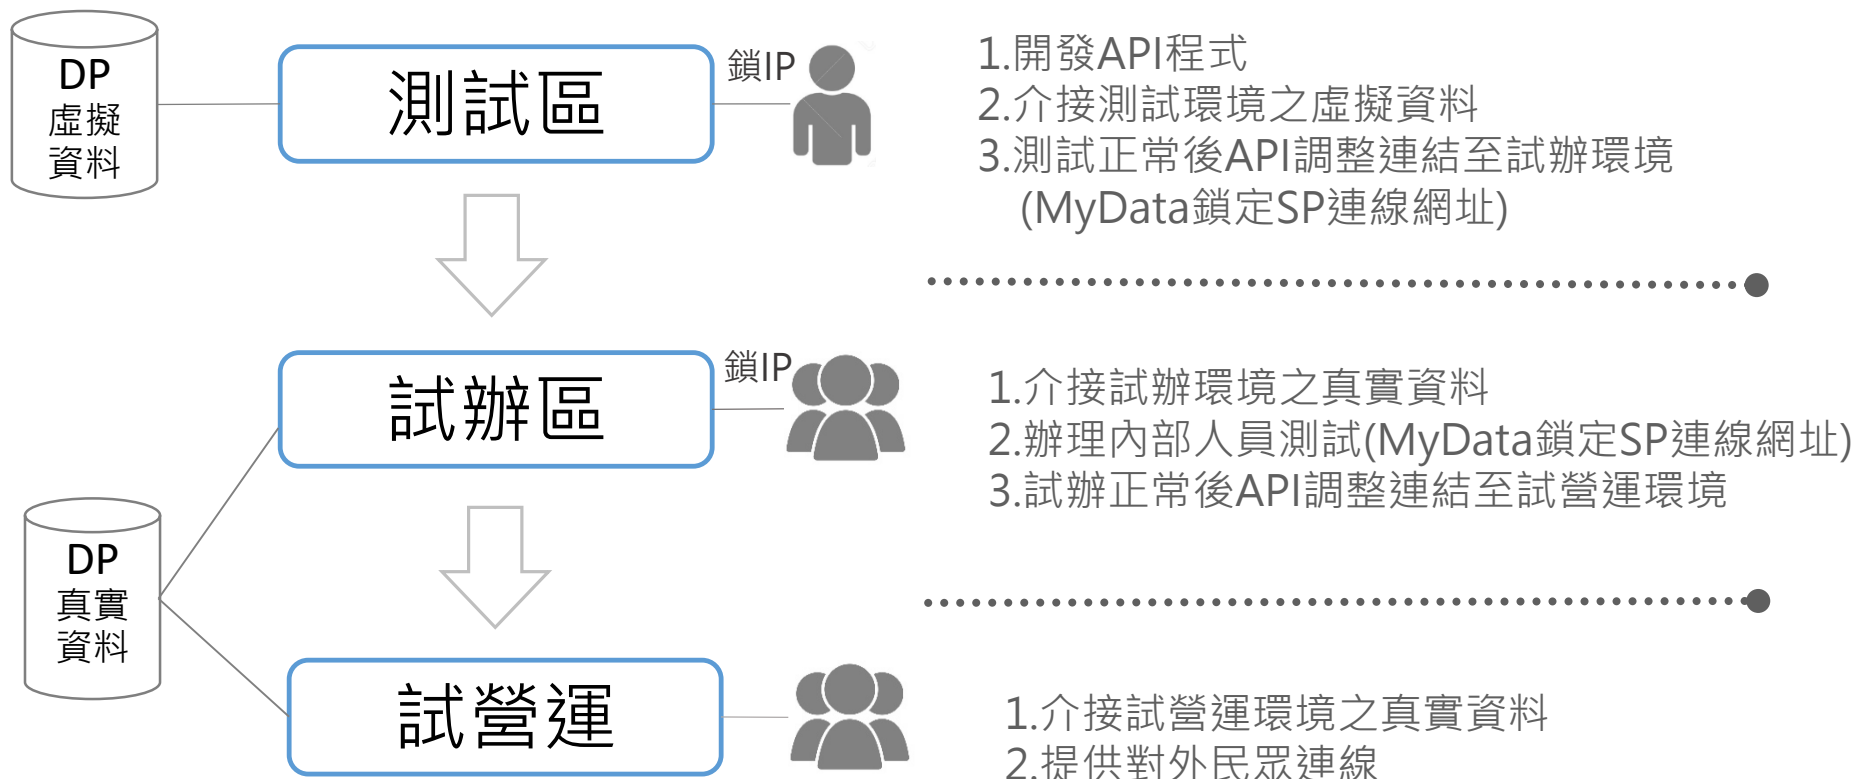 DP
虛擬
資料
測試區
鎖IP
1.開發API程式
2.介接測試環境之虛擬資料
3.測試正常後API調整連結至試辦環境
(MyData鎖定SP連線網址)
試辦區
鎖IP
1.介接試辦環境之真實資料
2.辦理內部人員測試(MyData鎖定SP連線網址)
3.試辦正常後API調整連結至試營運環境
DP
真實
資料
試營運
1.介接試營運環境之真實資料
2.提供對外民眾連線